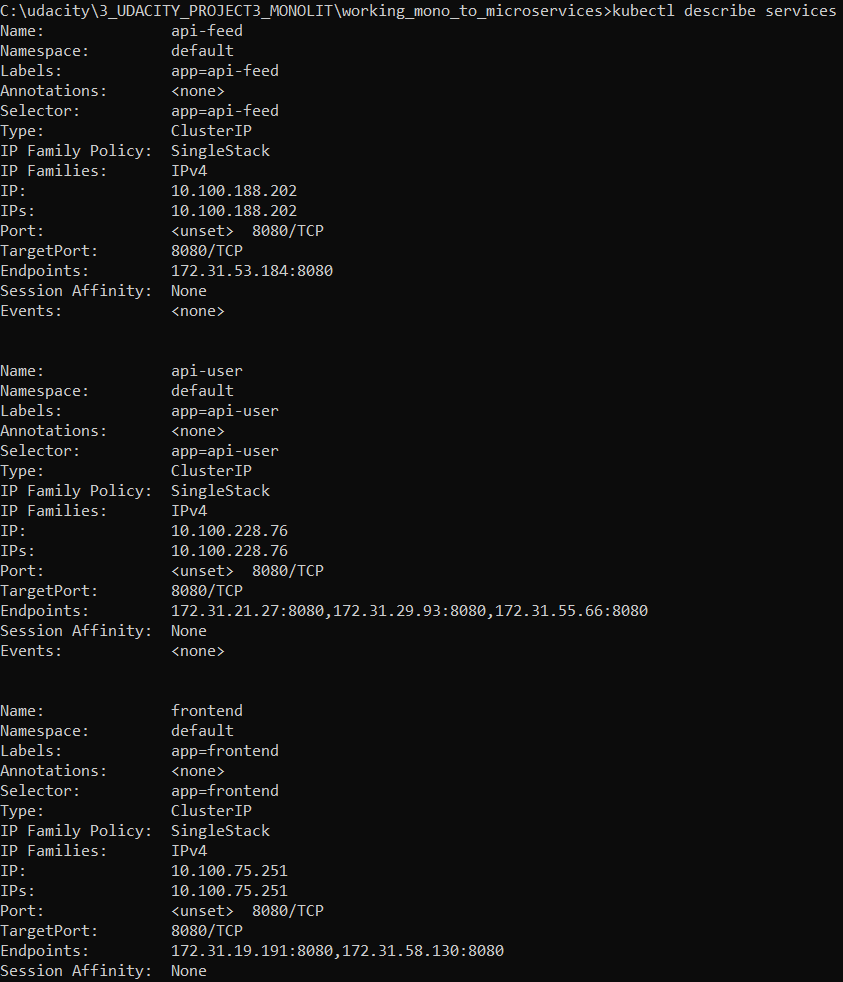 C:\udacity\3_UDACITY_PROJECT3_MONOLIT\working_mono_to_microservices>kubectl describe services
Name:              api-feed
Namespace:         default
Labels:            app=api-feed
Annotations:       <none>
Selector:          app=api-feed
Type:              ClusterIP
IP Family Policy:  SingleStack
IP Families:       IPv4
IP:                10.100.188.202
IPs:               10.100.188.202
Port:              <unset>  8080/TCP
TargetPort:        8080/TCP
Endpoints:         172.31.53.184:8080
Session Affinity:  None
Events:            <none>

Name:              api-user
Namespace:         default
Labels:            app=api-user
Annotations:       <none>
Selector:          app=api-user
Type:              ClusterIP
IP Family Policy:  SingleStack
IP Families:       IPv4
IP:                10.100.228.76
IPs:               10.100.228.76
Port:              <unset>  8080/TCP
TargetPort:        8080/TCP
Endpoints:         172.31.21.27:8080,172.31.29.93:8080,172.31.55.66:8080
Session Affinity:  None
Events:            <none>

Name:              frontend
Namespace:         default
Labels:            app=frontend
Annotations:       <none>
Selector:          app=frontend
Type:              ClusterIP
IP Family Policy:  SingleStack
IP Families:       IPv4
IP:                10.100.75.251
IPs:               10.100.75.251
Port:              <unset>  8080/TCP
TargetPort:        8080/TCP
Endpoints:         172.31.19.191:8080,172.31.58.130:8080
Session Affinity:  None